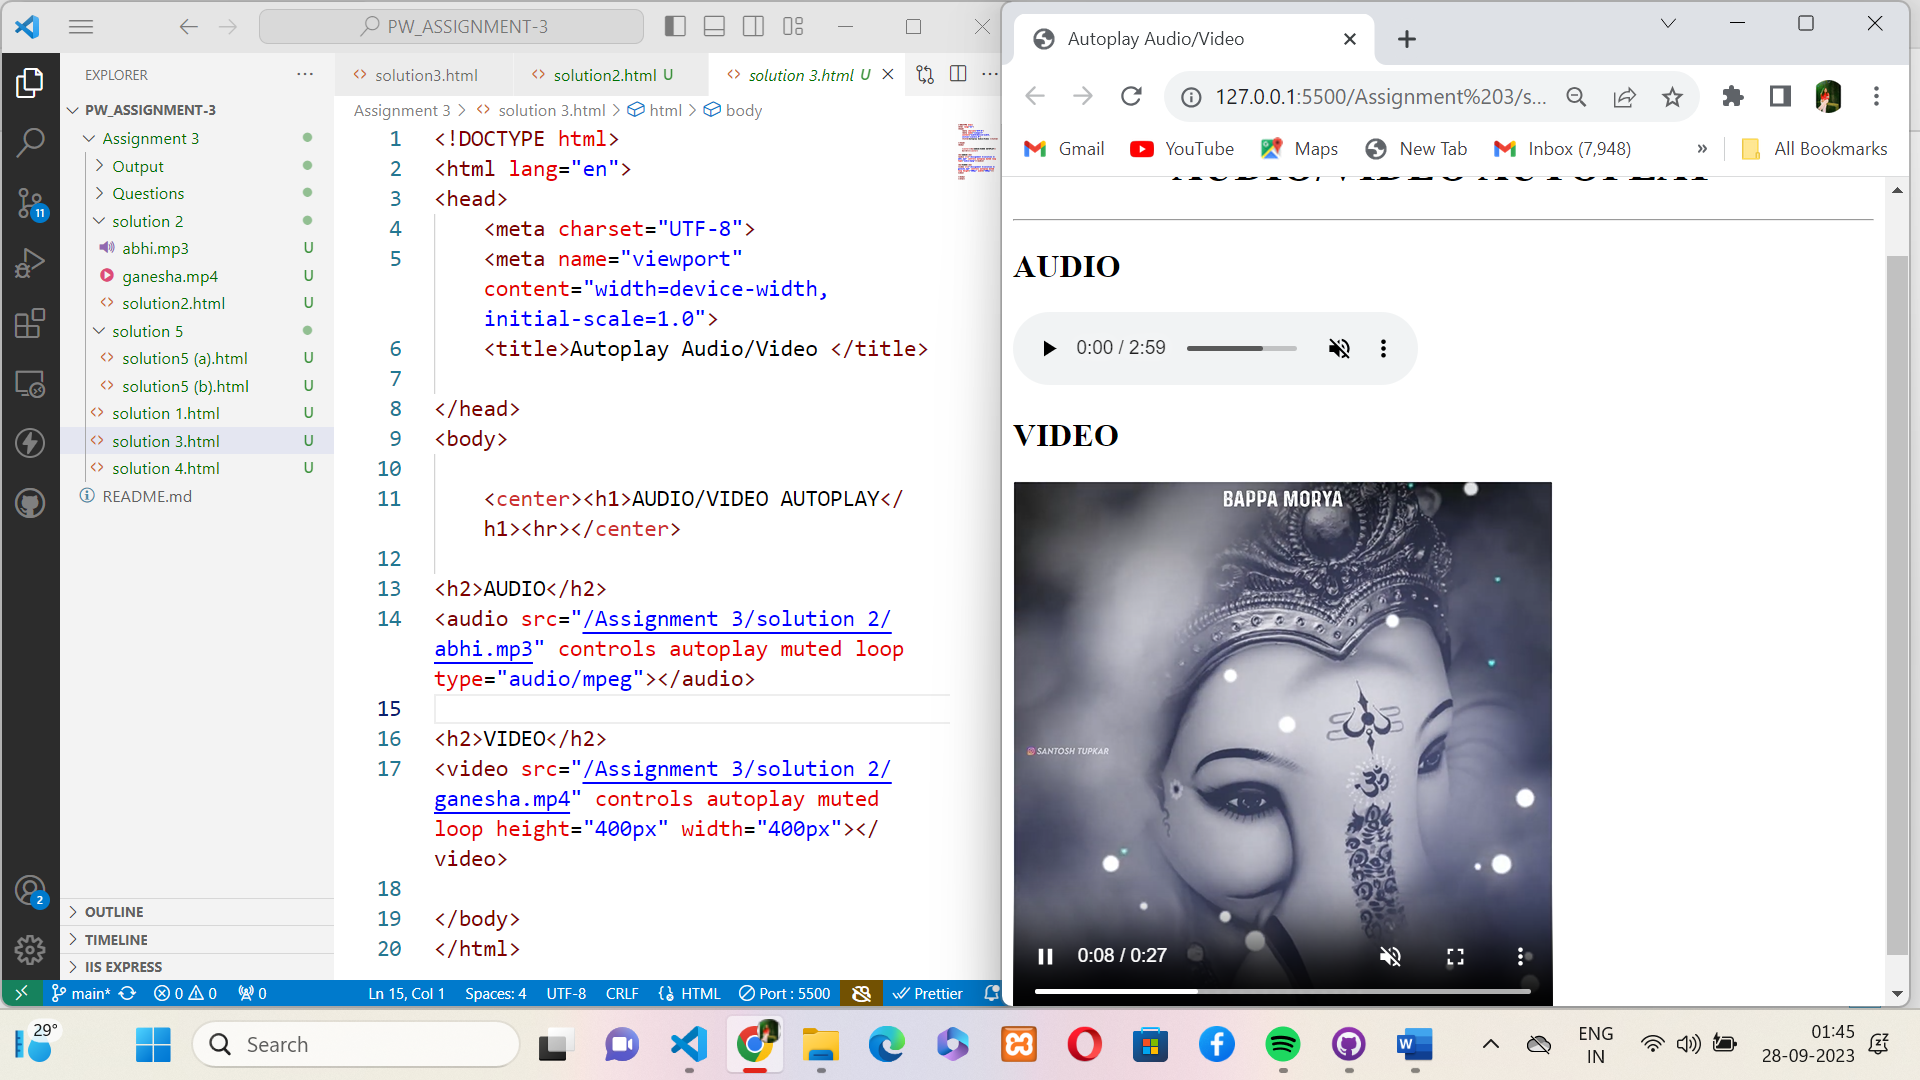 PW_ASSIGNMENT-3
EXPLORER
PW_ASSIGNMENT-3
Assignment 3
Output
Questions
solution 2
abhi.mp3 U
ganesha.mp4 U
solution2.html U
solution 5
solution5 (a).html U
solution5 (b).html U
solution 1.html U
solution 3.html U
solution 4.html U
README.md
OUTLINE
TIMELINE
IIS EXPRESS
11
2
solution3.html
solution2.html U
solution 3.html U
Assignment 3 > solution 3.html > html > body
1 <!DOCTYPE html>
2 <html lang="en">
3 <head>
4 <meta charset="UTF-8">
5 <meta name="viewport"
content="width=device-width,
initial-scale=1.0">
6 <title>Autoplay Audio/Video </title>
7
8 </head>
9 <body>
10
11 <center><h1>AUDIO/VIDEO AUTOPLAY</
h1><hr></center>
12
13 <h2>AUDIO</h2>
14 <audio src="/Assignment 3/solution 2/
abhi.mp3" controls autoplay muted loop
type="audio/mpeg"></audio>
15
16 <h2>VIDEO</h2>
17 <video src="/Assignment 3/solution 2/
ganesha.mp4" controls autoplay muted
loop height="400px" width="400px"></
video>
18
19 </body>
20 </html>
main* 0 0 0 Ln 15, Col 1 Spaces: 4 UTF-8 CRLF HTML Port : 5500 Prettier
Autoplay Audio/Video
127.0.0.1:5500/Assignment%203/s...
Gmail YouTube Maps New Tab Inbox (7,948) » All Bookmarks
AUDIO/VIDEO AUTOPLAY
AUDIO
0:00 / 2:59
VIDEO
BAPPA MORYA
SANTOSH TUPKAR
0:08 / 0:27
29°
Search
ENG
IN
01:45
28-09-2023